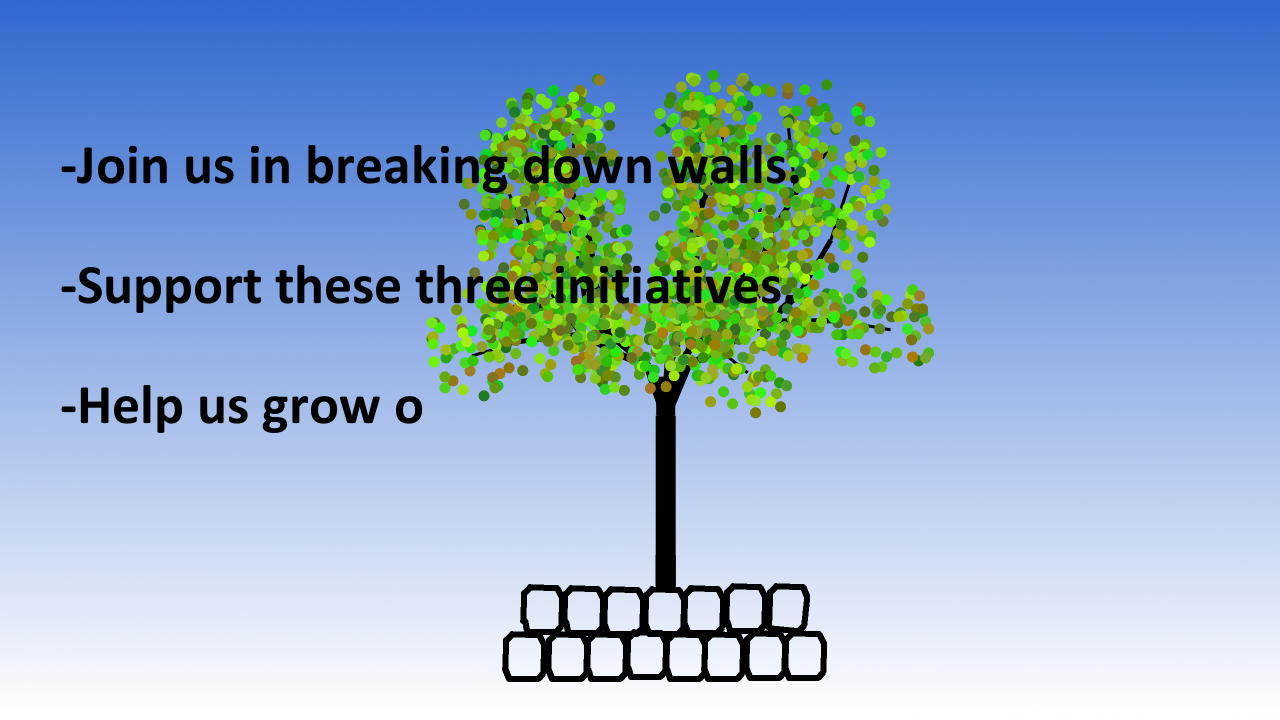 -Join us in breaking down walls.
-Support these three initiatives.
-Help us grow o